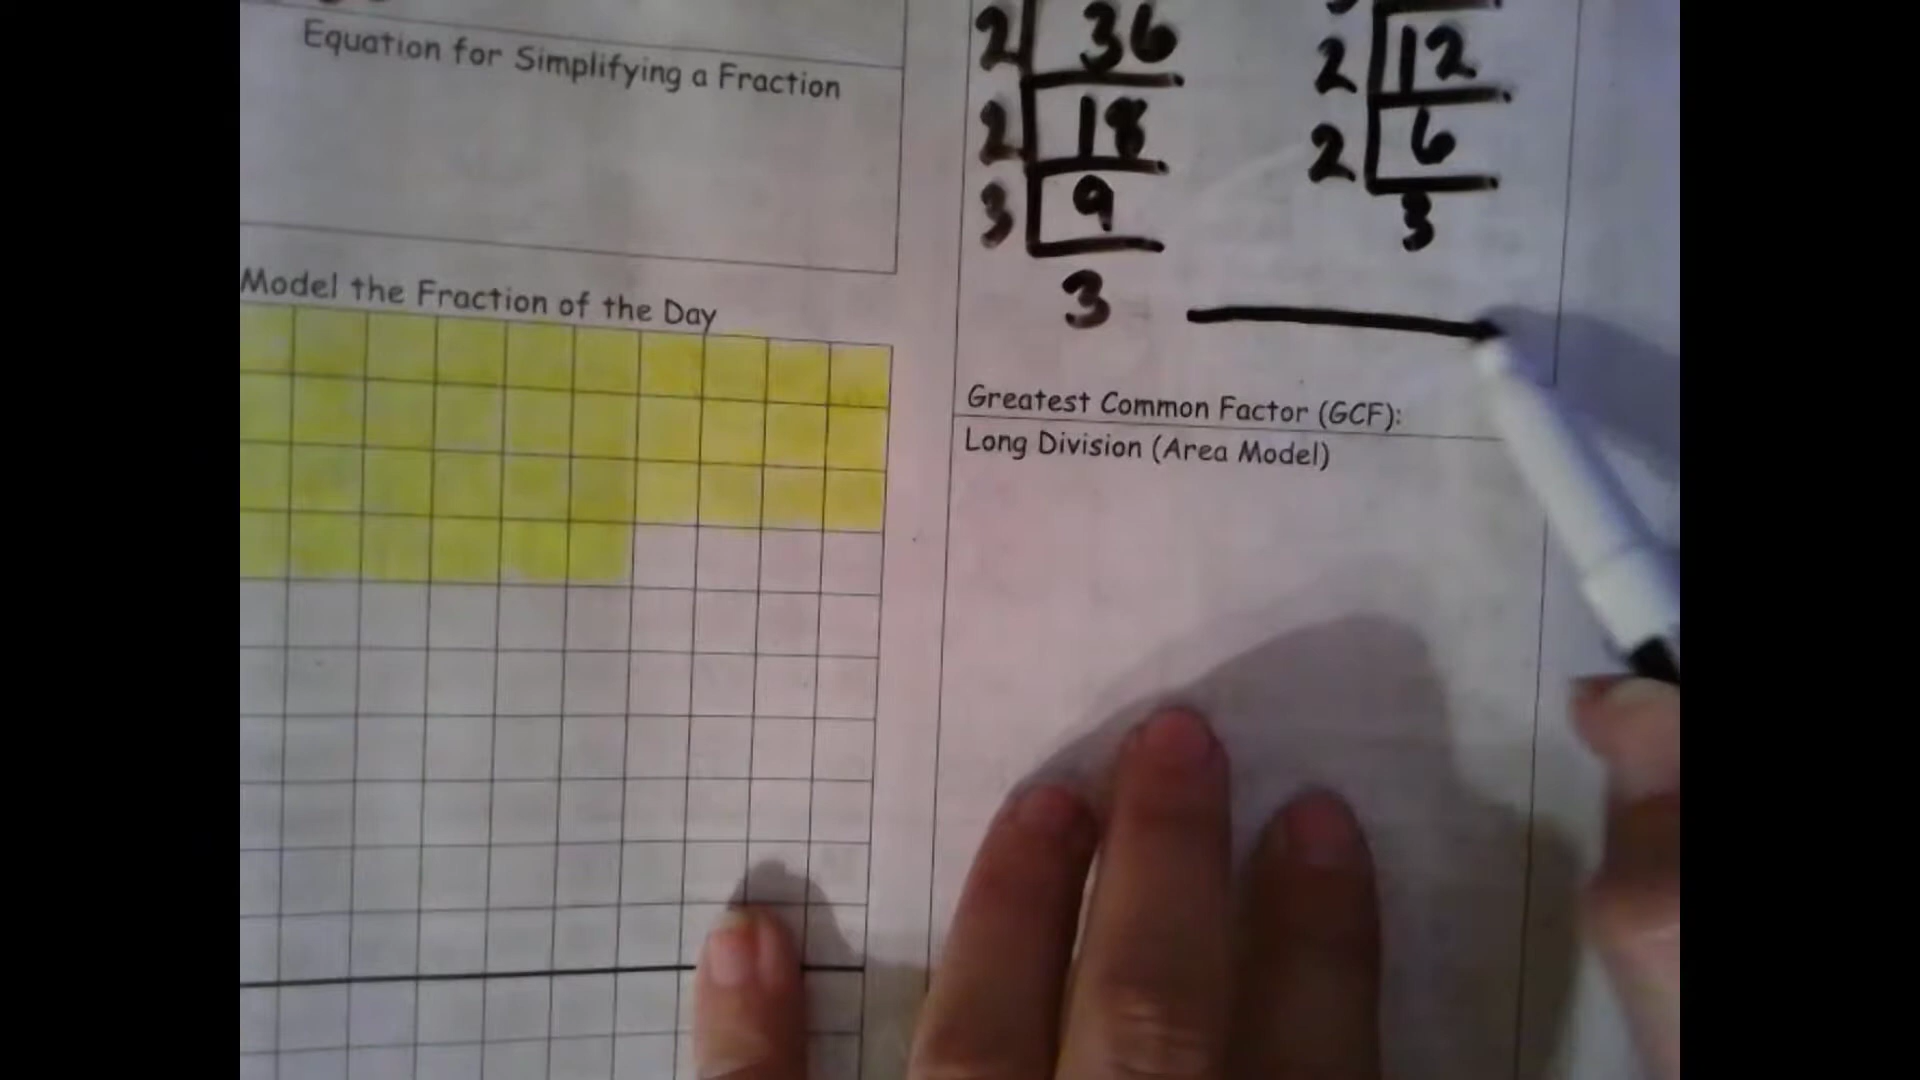 Equation for Simplifying a Fraction
Model the Fraction of the Day
2 36
2 18
3 9
3
2 12
2 6
3
Greatest Common Factor (GCF):
Long Division (Area Model)